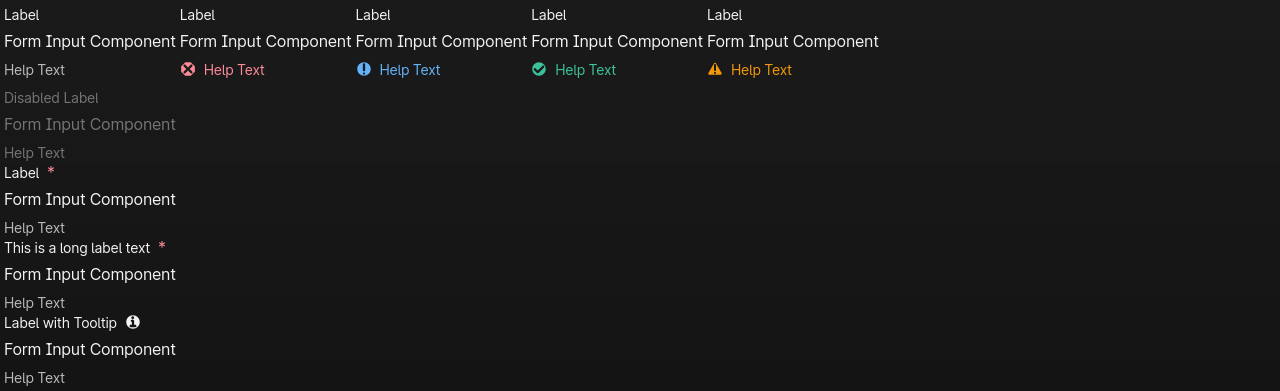 Label Label Label Label Label
Form Input Component Form Input Component Form Input Component Form Input Component Form Input Component
Help Text Help Text Help Text Help Text Help Text
Disabled Label
Form Input Component
Help Text
Label *
Form Input Component
Help Text
This is a long label text *
Form Input Component
Help Text
Label with Tooltip
Form Input Component
Help Text